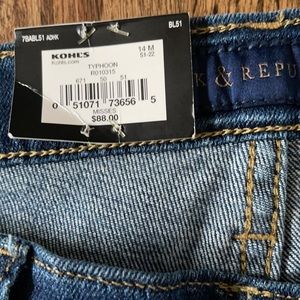 7BABL51 ADHK
BL51
KOHL'S
kohls.com
14 M
51-22
TYPHOON
R010315
671 50 51
0 51071 73656 5
MISSES
$88.00
K & REPU